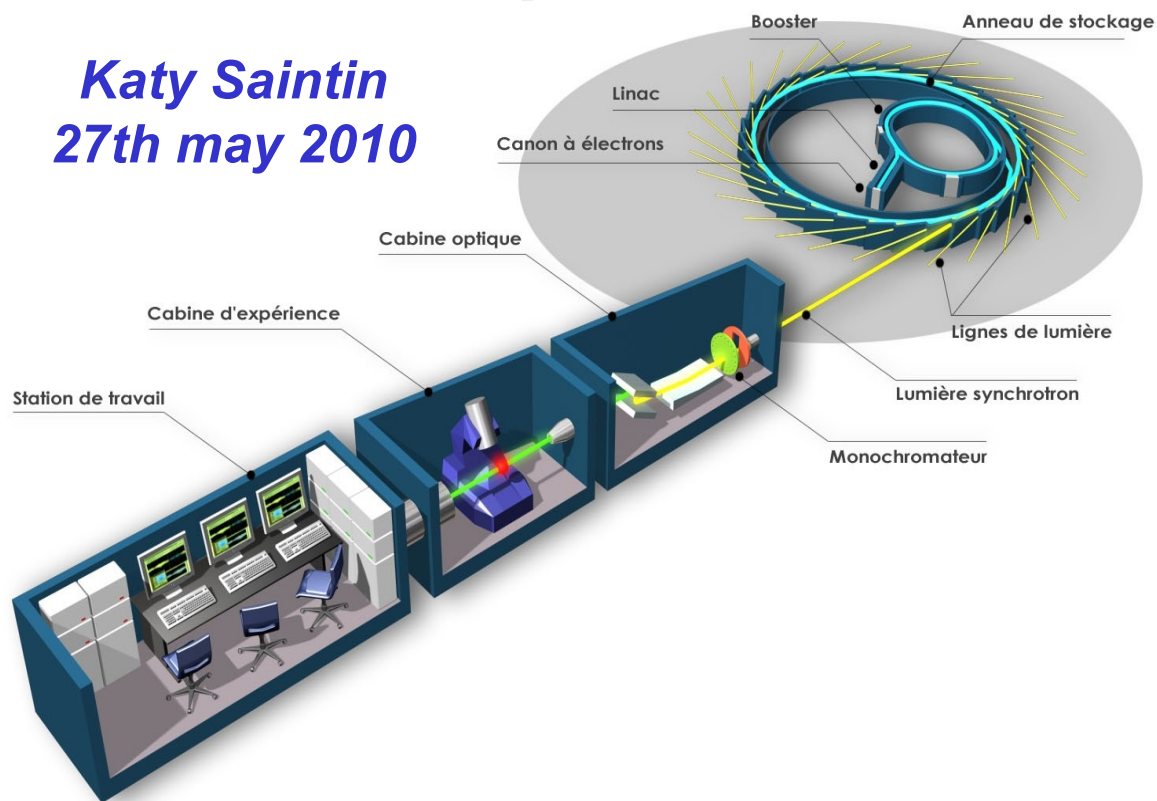 Katy Saintin
27th may 2010
Booster
Anneau de stockage
Linac
Canon à électrons
Cabine optique
Cabine d'expérience
Lignes de lumière
Station de travail
Lumière synchrotron
Monochromateur